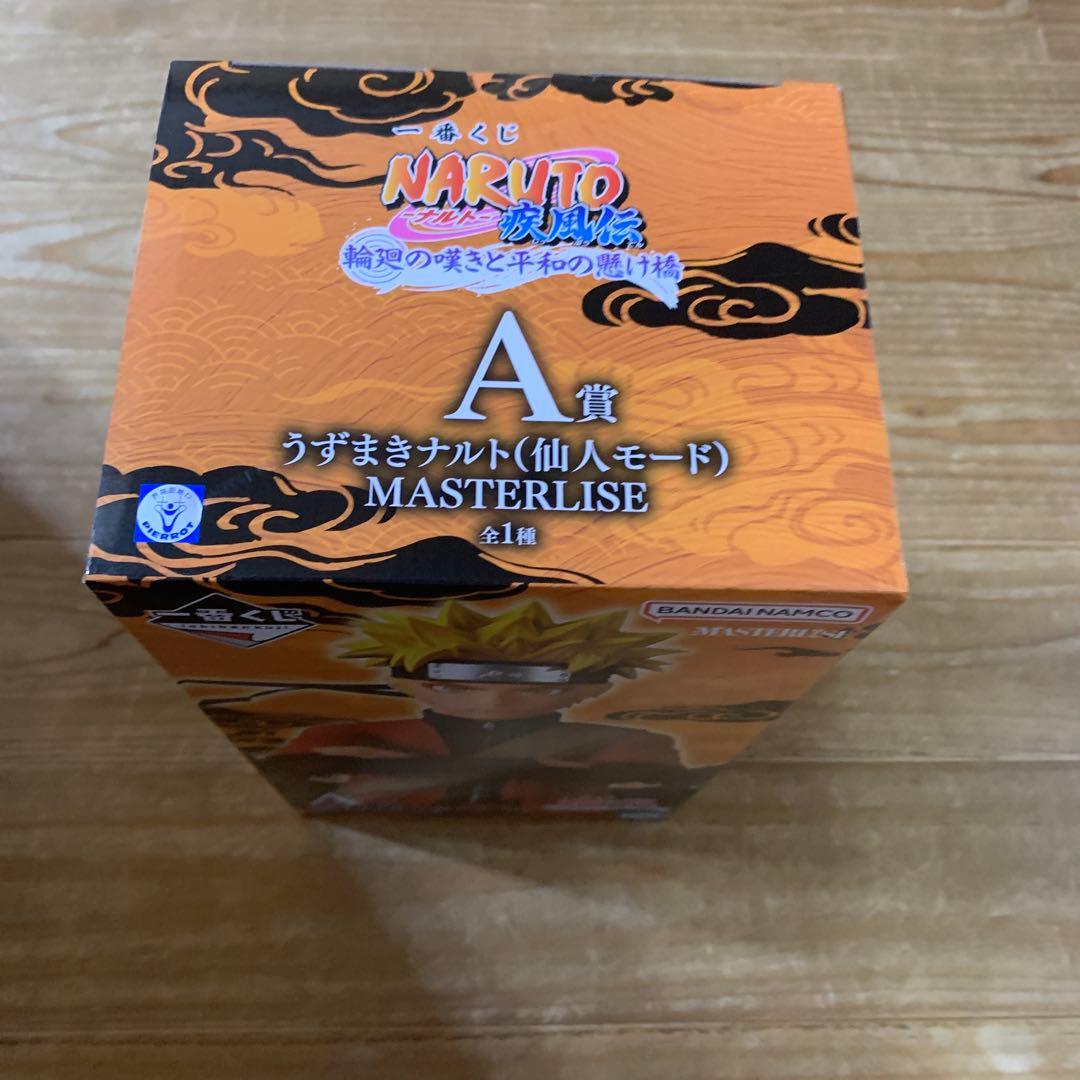 一番くじ
NARUTO
-ナルト-
疾風伝
輪廻の嘆きと平和の懸け橋
A賞
うずまきナルト(仙人モード)
MASTERLISE
全1種
PIERROT
一番くじ
BANDAI NAMCO
MASTERLISE